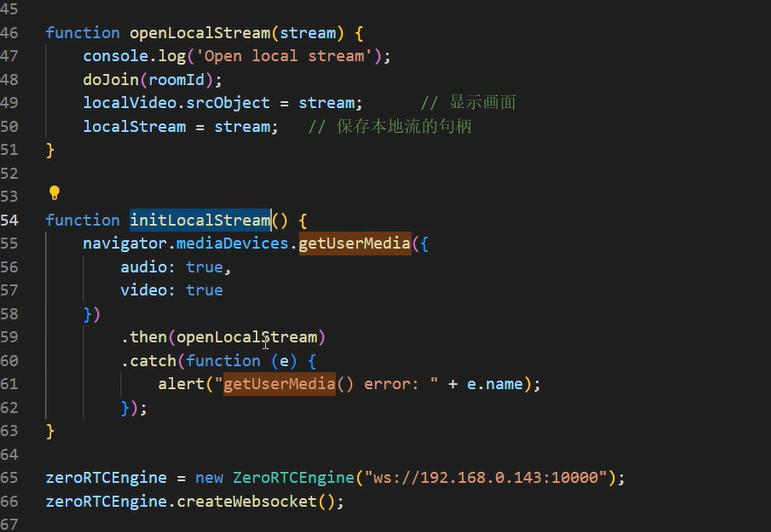 45
46 function openLocalStream(stream) {
47     console.log('Open local stream');
48     doJoin(roomId);
49     localVideo.srcObject = stream;      // 显示画面
50     localStream = stream;   // 保存本地流的句柄
51 }
52
53
54 function initLocalStream() {
55     navigator.mediaDevices.getUserMedia({
56         audio: true,
57         video: true
58     })
59         .then(openLocalStream)
60         .catch(function (e) {
61             alert("getUserMedia() error: " + e.name);
62         });
63 }
64
65 zeroRTCEngine = new ZeroRTCEngine("ws://192.168.0.143:10000");
66 zeroRTCEngine.createWebsocket();
67